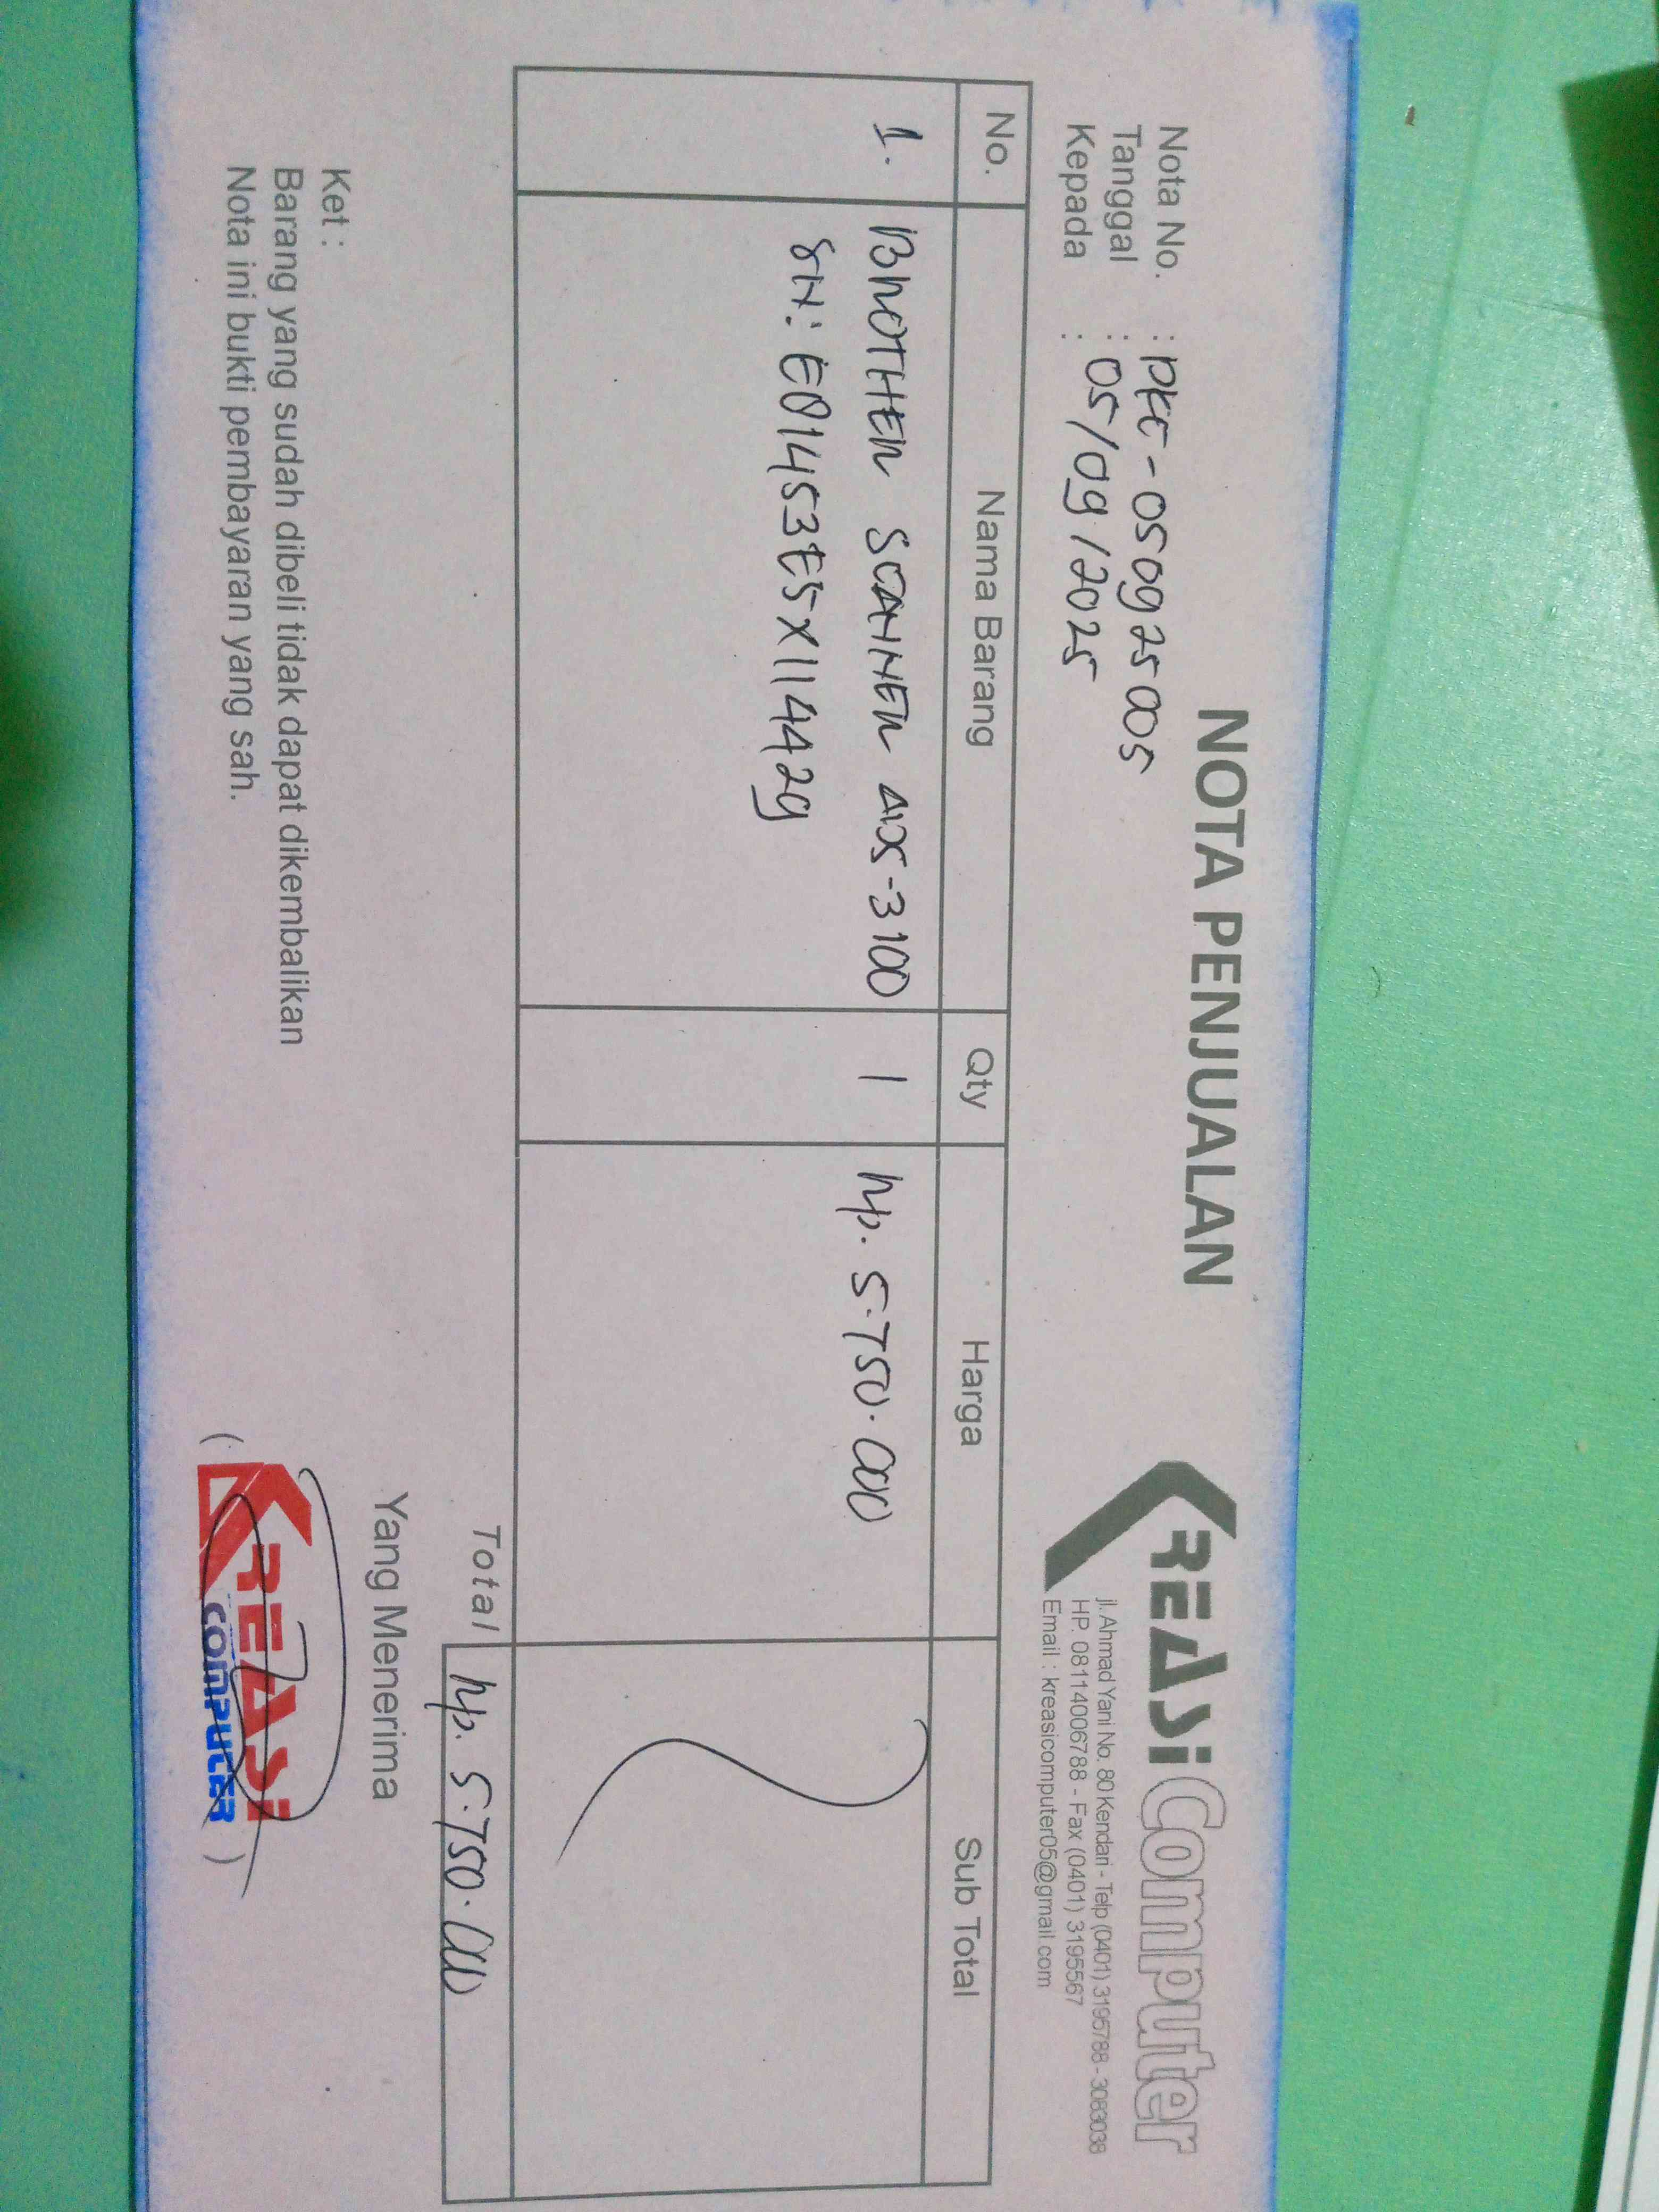 NOTA PENJUALAN
KREASi Computer
jl. Ahmad Yani No. 80 Kendari - Telp (0401) 3195788 - 3083038
HP. 08114006788 - Fax (0401) 3195567
Email : kreasicomputer05@gmail.com
Nota No. : PKC-050925005
Tanggal : 05/09/2025
Kepada :
No. Nama Barang Qty Harga Sub Total
1. BROTHER SCANNER ADS-3100 1 Rp. 5.750.000
SN: E01453E5X114429
Total Rp. 5.750.000
Ket :
Barang yang sudah dibeli tidak dapat dikembalikan
Nota ini bukti pembayaran yang sah.
Yang Menerima
( KREASi COMPUTER )